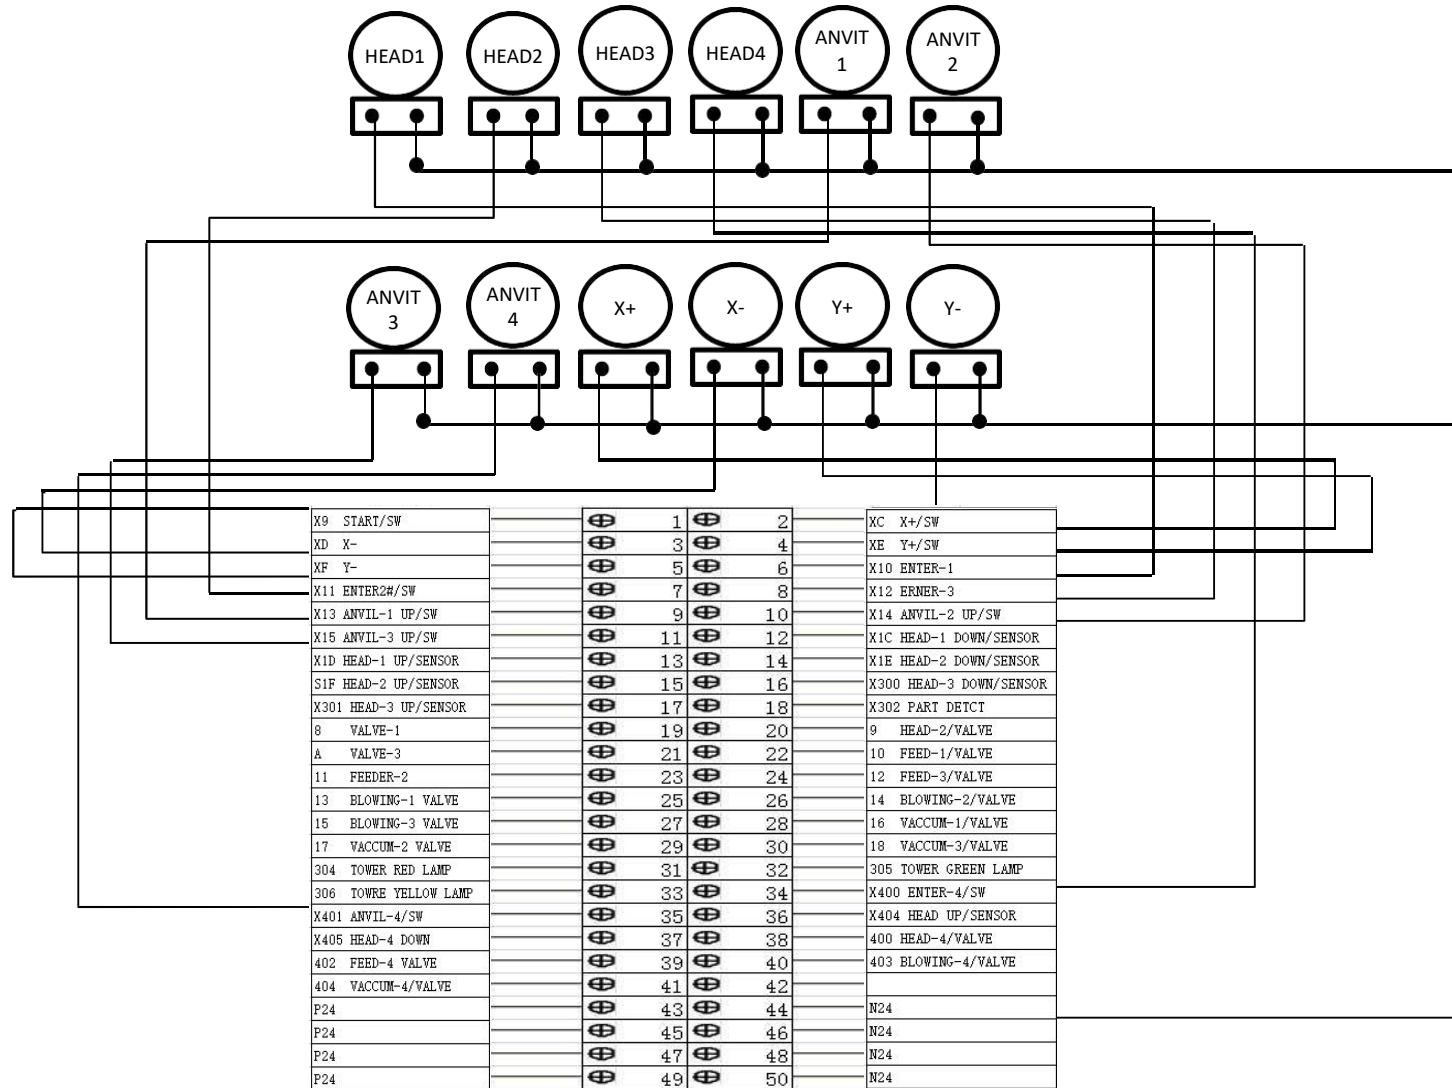 HEAD1
HEAD2
HEAD3
HEAD4
ANVIT
1
ANVIT
2
ANVIT
3
ANVIT
4
X+
X-
Y+
Y-
X9 START/SW 1 2 XC X+/SW
XD X- 3 4 XE Y+/SW
XF Y- 5 6 X10 ENTER-1
X11 ENTER2#/SW 7 8 X12 ERNER-3
X13 ANVIL-1 UP/SW 9 10 X14 ANVIL-2 UP/SW
X15 ANVIL-3 UP/SW 11 12 X1C HEAD-1 DOWN/SENSOR
X1D HEAD-1 UP/SENSOR 13 14 X1E HEAD-2 DOWN/SENSOR
S1F HEAD-2 UP/SENSOR 15 16 X300 HEAD-3 DOWN/SENSOR
X301 HEAD-3 UP/SENSOR 17 18 X302 PART DETCT
8 VALVE-1 19 20 9 HEAD-2/VALVE
A VALVE-3 21 22 10 FEED-1/VALVE
11 FEEDER-2 23 24 12 FEED-3/VALVE
13 BLOWING-1 VALVE 25 26 14 BLOWING-2/VALVE
15 BLOWING-3 VALVE 27 28 16 VACCUM-1/VALVE
17 VACCUM-2 VALVE 29 30 18 VACCUM-3/VALVE
304 TOWER RED LAMP 31 32 305 TOWER GREEN LAMP
306 TOWRE YELLOW LAMP 33 34 X400 ENTER-4/SW
X401 ANVIL-4/SW 35 36 X404 HEAD UP/SENSOR
X405 HEAD-4 DOWN 37 38 400 HEAD-4/VALVE
402 FEED-4 VALVE 39 40 403 BLOWING-4/VALVE
404 VACCUM-4/VALVE 41 42
P24 43 44 N24
P24 45 46 N24
P24 47 48 N24
P24 49 50 N24